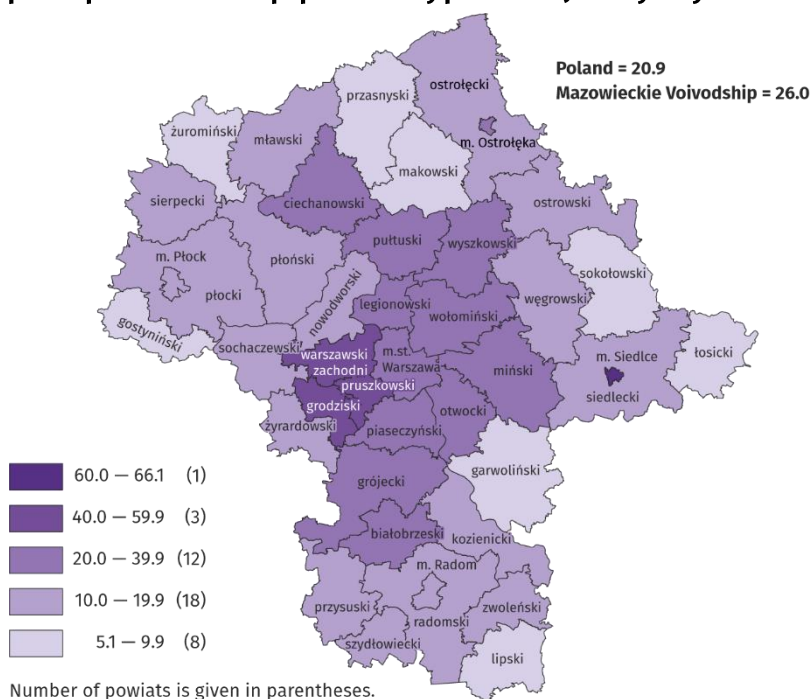 Poland = 20.9
Mazowieckie Voivodship = 26.0
ostrołęcki
przasnyski
żuromiński
mławski
m. Ostrołęka
makowski
sierpecki
ciechanowski
ostrowski
pułtuski
wyszkowski
m. Płock
płoński
sokołowski
płocki
nowodworski
legionowski
węgrowski
wołomiński
gostyniński
sochaczewski
warszawski
zachodni
m.st.
Warszawa
m. Siedlce
łosicki
pruszkowski
miński
siedlecki
grodziski
otwocki
żyrardowski
piaseczyński
garwoliński
grójecki
białobrzeski
kozienicki
m. Radom
przysuski
zwoleński
radomski
szydłowiecki
lipski
60.0 — 66.1 (1)
40.0 — 59.9 (3)
20.0 — 39.9 (12)
10.0 — 19.9 (18)
5.1 — 9.9 (8)
Number of powiats is given in parentheses.